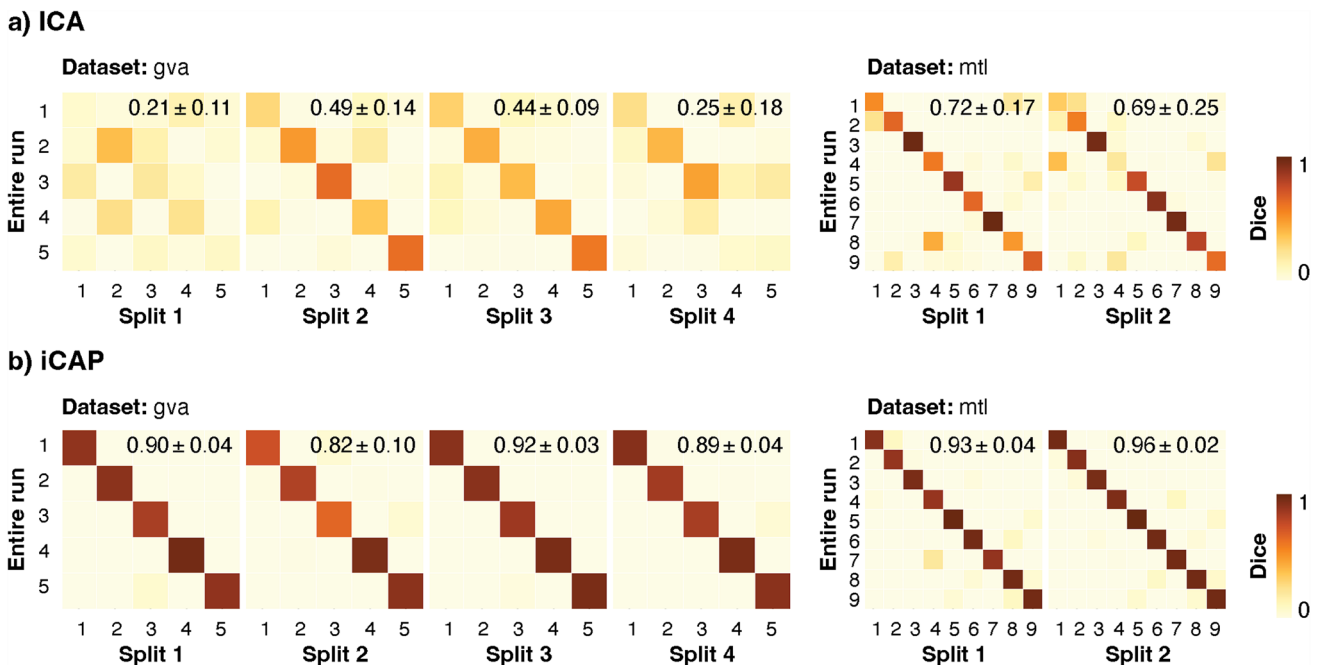 a) ICA
Dataset: gva
Dataset: mtl
0.21 ± 0.11
0.49 ± 0.14
0.44 ± 0.09
0.25 ± 0.18
0.72 ± 0.17
0.69 ± 0.25
Entire run
1
2
3
4
5
Entire run
1
2
3
4
5
6
7
8
9
1 2 3 4 5
1 2 3 4 5
1 2 3 4 5
1 2 3 4 5
1 2 3 4 5 6 7 8 9
1 2 3 4 5 6 7 8 9
Split 1
Split 2
Split 3
Split 4
Split 1
Split 2
Dice
1
0
b) iCAP
Dataset: gva
Dataset: mtl
0.90 ± 0.04
0.82 ± 0.10
0.92 ± 0.03
0.89 ± 0.04
0.93 ± 0.04
0.96 ± 0.02
Entire run
1
2
3
4
5
Entire run
1
2
3
4
5
6
7
8
9
1 2 3 4 5
1 2 3 4 5
1 2 3 4 5
1 2 3 4 5
1 2 3 4 5 6 7 8 9
1 2 3 4 5 6 7 8 9
Split 1
Split 2
Split 3
Split 4
Split 1
Split 2
Dice
1
0